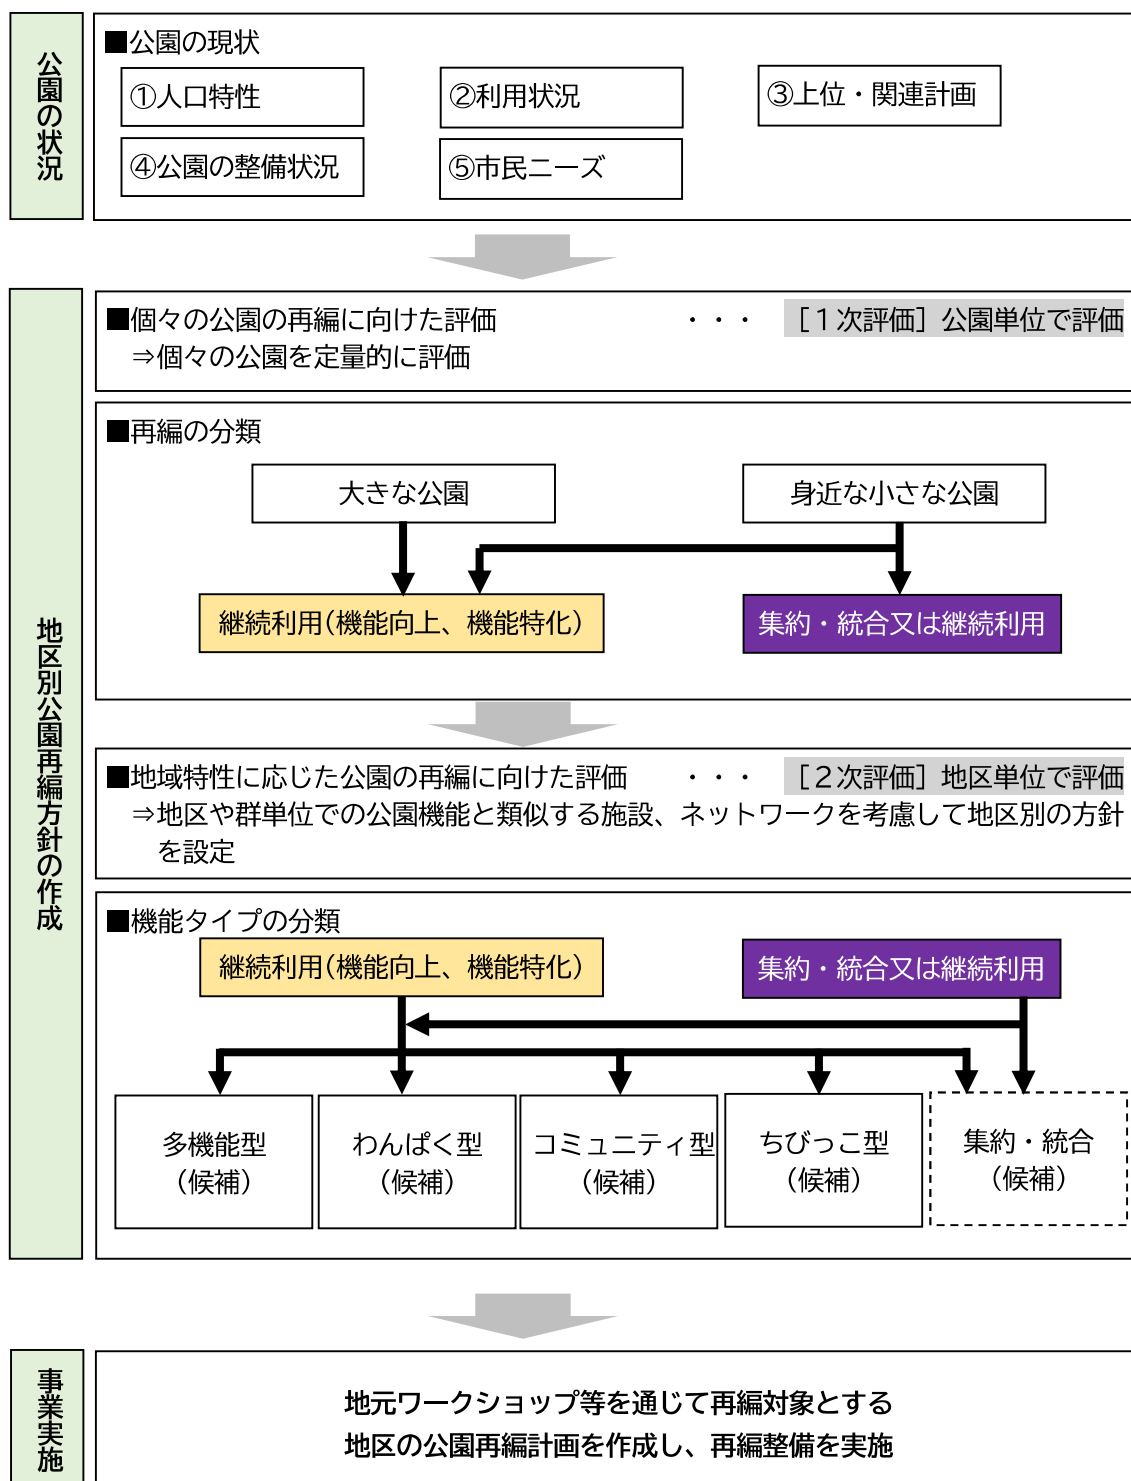 公園の状況
■公園の現状
①人口特性
②利用状況
③上位・関連計画
④公園の整備状況
⑤市民ニーズ
地区別公園再編方針の作成
■個々の公園の再編に向けた評価 ・・・ ［１次評価］公園単位で評価
⇒個々の公園を定量的に評価
■再編の分類
大きな公園
身近な小さな公園
継続利用（機能向上、機能特化）
集約・統合又は継続利用
■地域特性に応じた公園の再編に向けた評価 ・・・ ［２次評価］地区単位で評価
⇒地区や群単位での公園機能と類似する施設、ネットワークを考慮して地区別の方針
を設定
■機能タイプの分類
継続利用（機能向上、機能特化）
集約・統合又は継続利用
多機能型
（候補）
わんぱく型
（候補）
コミュニティ型
（候補）
ちびっこ型
（候補）
集約・統合
（候補）
事業実施
地元ワークショップ等を通じて再編対象とする
地区の公園再編計画を作成し、再編整備を実施